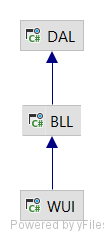 C# DAL
C# BLL
C# WUI
Powered by yFiles